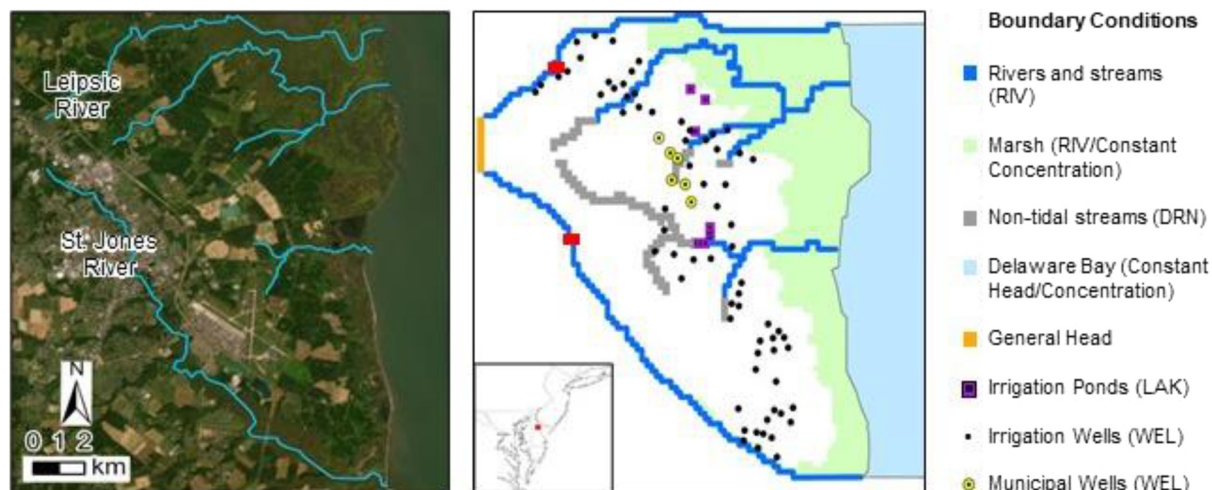 Leipsic
River
St. Jones
River
N
0 1 2
km
Boundary Conditions
Rivers and streams
(RIV)
Marsh (RIV/Constant
Concentration)
Non-tidal streams (DRN)
Delaware Bay (Constant
Head/Concentration)
General Head
Irrigation Ponds (LAK)
Irrigation Wells (WEL)
Municipal Wells (WEL)